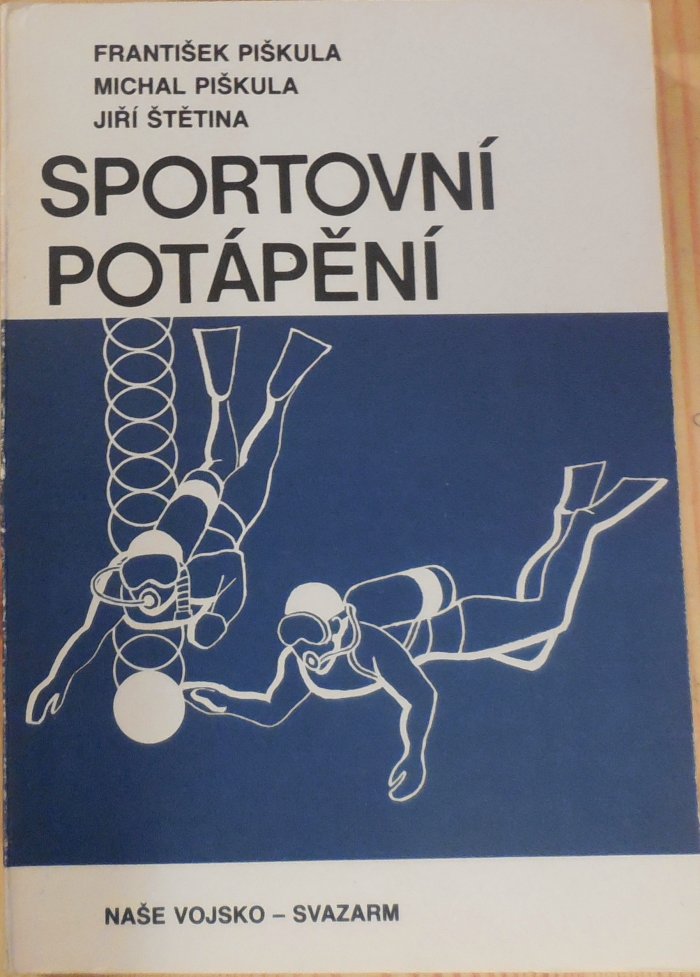 FRANTIŠEK PIŠKULA
MICHAL PIŠKULA
JIŘÍ ŠTĚTINA
SPORTOVNÍ
POTÁPĚNÍ
NAŠE VOJSKO – SVAZARM